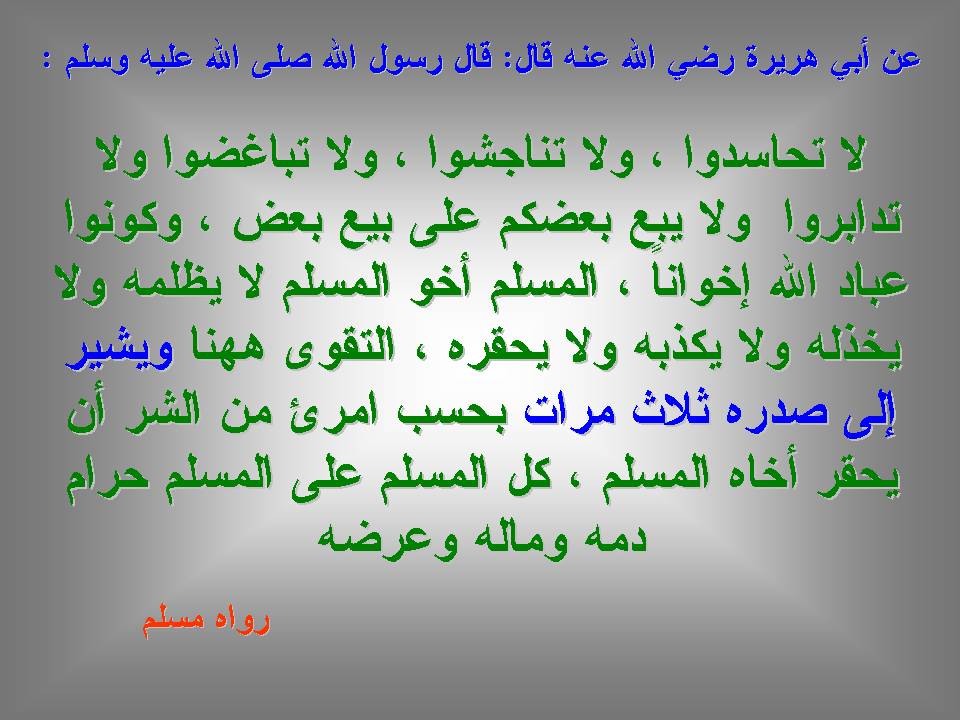 عن أبي هريرة رضي الله عنه قال: قال رسول الله صلى الله عليه وسلم :
لا تحاسدوا ، ولا تناجشوا ، ولا تباغضوا ولا
تدابروا ولا يبع بعضكم على بيع بعض ، وكونوا
عباد الله إخواناً ، المسلم أخو المسلم لا يظلمه ولا
يخذله ولا يكذبه ولا يحقره ، التقوى ههنا ويشير
إلى صدره ثلاث مرات بحسب امرئ من الشر أن
يحقر أخاه المسلم ، كل المسلم على المسلم حرام
دمه وماله وعرضه
رواه مسلم